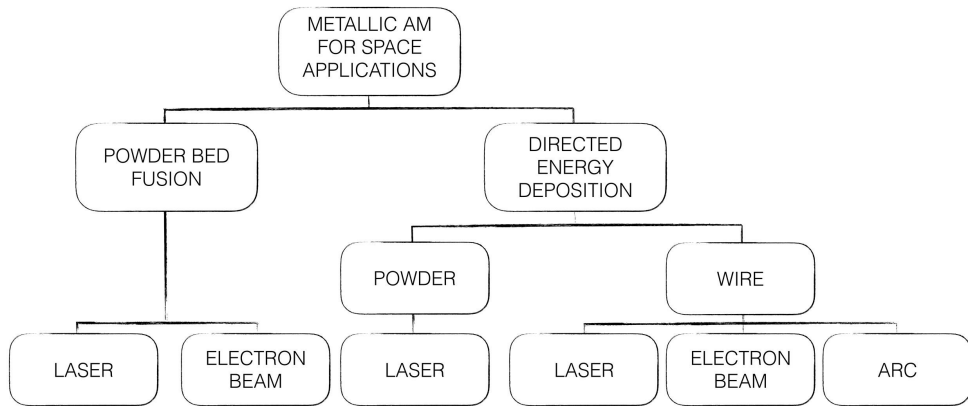 METALLIC AM
FOR SPACE
APPLICATIONS
POWDER BED
FUSION
DIRECTED
ENERGY
DEPOSITION
POWDER
WIRE
LASER
ELECTRON
BEAM
LASER
LASER
ELECTRON
BEAM
ARC